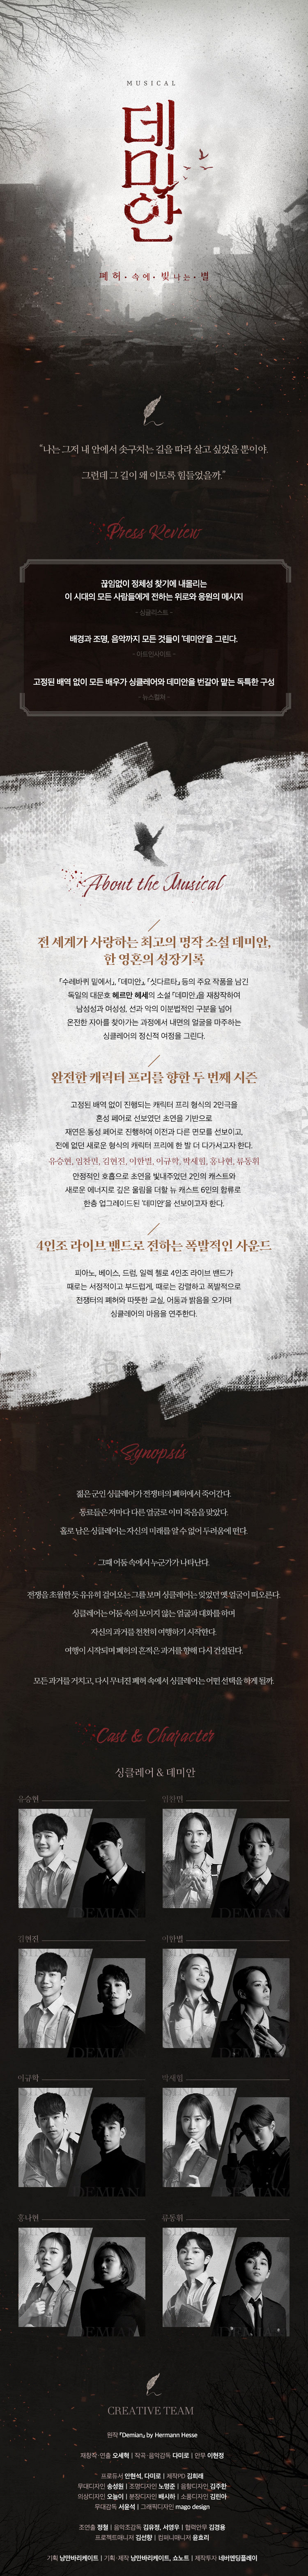 MUSICAL
데미안
폐허·속에·빛나는·별
"나는 그저 내 안에서 솟구치는 길을 따라 살고 싶었을 뿐이야.
그런데 그 길이 왜 이토록 힘들었을까."
Press Review
끊임없이 정체성 찾기에 내몰리는
이 시대의 모든 사람들에게 전하는 위로와 응원의 메시지
- 싱글리스트 -
배경과 조명, 음악까지 모든 것들이 '데미안'을 그린다.
- 아트인사이트 -
고정된 배역 없이 모든 배우가 싱클레어와 데미안을 번갈아 맡는 독특한 구성
- 뉴스컬처 -
About the Musical
전 세계가 사랑하는 최고의 명작 소설 데미안,
한 영혼의 성장기록
『수레바퀴 밑에서』, 『데미안』, 『싯다르타』 등의 주요 작품을 남긴
독일의 대문호 헤르만 헤세의 소설 『데미안』을 재창작하여
남성성과 여성성, 선과 악의 이분법적인 구분을 넘어
온전한 자아를 찾아가는 과정에서 내면의 얼굴을 마주하는
싱클레어의 정신적 여정을 그린다.
완전한 캐릭터 프리를 향한 두 번째 시즌
고정된 배역 없이 진행되는 캐릭터 프리 형식의 2인극을
혼성 페어로 선보였던 초연을 기반으로
재연은 동성 페어로 진행하여 이전과 다른 면모를 선보이고,
전에 없던 새로운 형식의 캐릭터 프리에 한 발 더 다가서고자 한다.
유승현, 임찬민, 김현진, 이한별, 이규학, 박새힘, 홍나현, 류동휘
안정적인 호흡으로 초연을 빛내주었던 2인의 캐스트와
새로운 에너지로 깊은 울림을 더할 뉴 캐스트 6인의 합류로
한층 업그레이드된 '데미안'을 선보이고자 한다.
4인조 라이브 밴드로 전하는 폭발적인 사운드
피아노, 베이스, 드럼, 일렉 첼로 4인조 라이브 밴드가
때로는 서정적이고 부드럽게, 때로는 강렬하고 폭발적으로
전쟁터의 폐허와 따뜻한 교실, 어둠과 밝음을 오가며
싱클레어의 마음을 연주한다.
Synopsis
젊은 군인 싱클레어가 전쟁터의 폐허에서 죽어간다.
동료들은 저마다 다른 얼굴로 이미 죽음을 맞았다.
홀로 남은 싱클레어는 자신의 미래를 알 수 없어 두려움에 떤다.
그때 어둠 속에서 누군가가 나타난다.
전쟁을 초월한 듯 유유히 걸어오는 그를 보며 싱클레어는 잊었던 옛 얼굴이 떠오른다.
싱클레어는 어둠 속의 보이지 않는 얼굴과 대화를 하며
자신의 과거를 천천히 여행하기 시작한다.
여행이 시작되며 폐허의 흔적은 과거를 향해 다시 건설된다.
모든 과거를 거치고, 다시 무너진 폐허 속에서 싱클레어는 어떤 선택을 하게 될까.
Cast & Character
싱클레어 & 데미안
유승현
임찬민
DEMIAN
DEMIAN
김현진
이한별
DEMIAN
DEMIAN
이규학
박새힘
DEMIAN
DEMIAN
홍나현
류동휘
DEMIAN
DEMIAN
CREATIVE TEAM
원작 『Demian』 by Hermann Hesse
재창작·연출 오세혁 | 작곡·음악감독 다미로 | 안무 이현정
프로듀서 안현석, 다미로 | 제작PD 김희례
무대디자인 송성원 | 조명디자인 노명준 | 음향디자인 김주한
의상디자인 오늘이 | 분장디자인 배시하 | 소품디자인 김린아
무대감독 서윤석 | 그래픽디자인 mago design
조연출 정철 | 음악조감독 김유정, 서영우 | 협력안무 김경용
프로젝트매니저 김선향 | 컴퍼니매니저 윤호리
기획 낭만바리케이트 | 기획·제작 낭만바리케이트, 쇼노트 | 제작투자 네버엔딩플레이